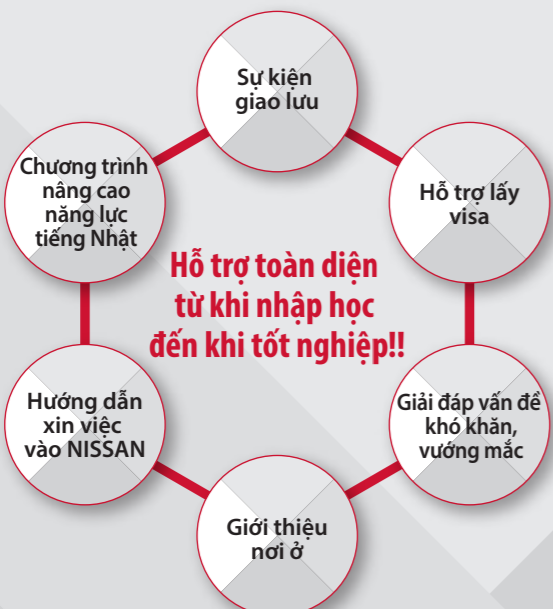 Sự kiện
giao lưu
Chương trình
nâng cao
năng lực
tiếng Nhật
Hỗ trợ lấy
visa
Hỗ trợ toàn diện
từ khi nhập học
đến khi tốt nghiệp!!
Hướng dẫn
xin việc
vào NISSAN
Giải đáp vấn đề
khó khăn,
vướng mắc
Giới thiệu
nơi ở